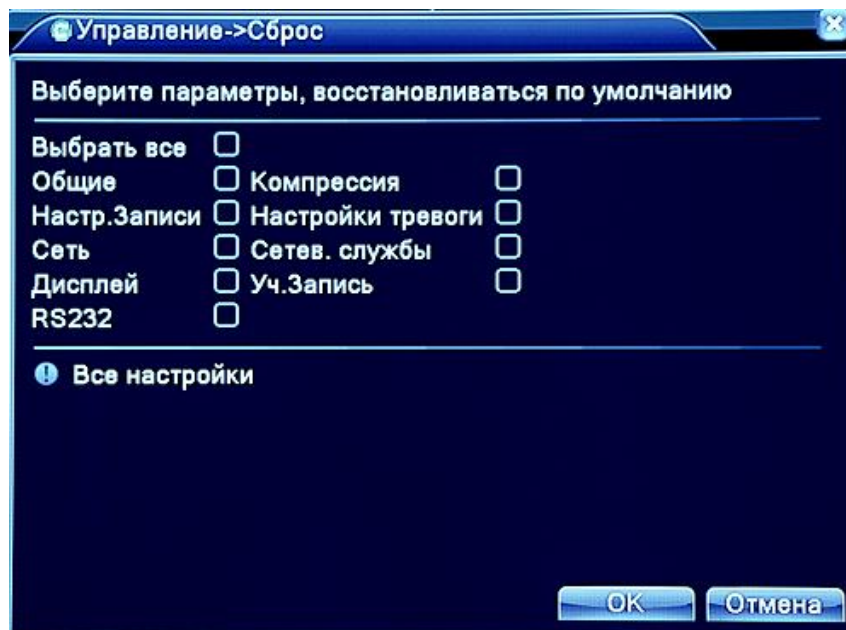 Управление->Сброс
Выберите параметры, восстановливаться по умолчанию
Выбрать все
Общие Компрессия
Настр.Записи Настройки тревоги
Сеть Сетев. службы
Дисплей Уч.Запись
RS232
Все настройки
OK Отмена